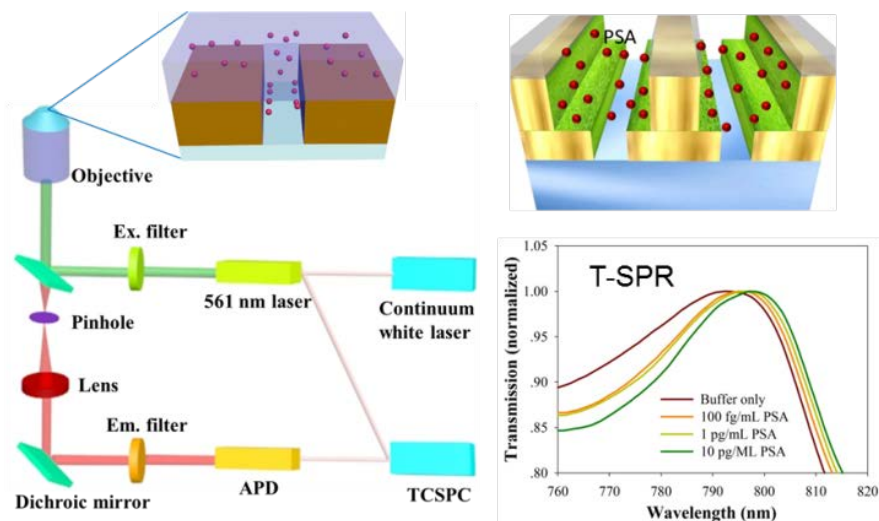 Objective
Ex. filter
561 nm laser
Continuum
white laser
Pinhole
Lens
Em. filter
Dichroic mirror
APD
TCSPC
PSA
T-SPR
Transmission (normalized)
1.05
1.00
.95
.90
.85
.80
Buffer only
100 fg/mL PSA
1 pg/mL PSA
10 pg/ML PSA
760
770
780
790
800
810
820
Wavelength (nm)